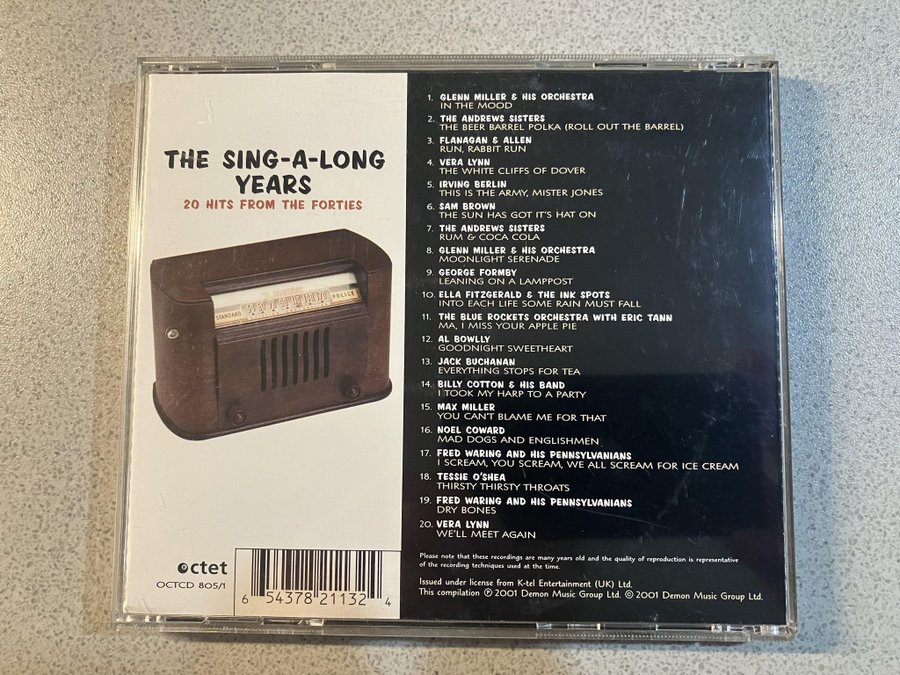 THE SING-A-LONG
YEARS
20 HITS FROM THE FORTIES
STANDARD
POLICE
1. GLENN MILLER & HIS ORCHESTRA
IN THE MOOD
2. THE ANDREWS SISTERS
THE BEER BARREL POLKA (ROLL OUT THE BARREL)
3. FLANAGAN & ALLEN
RUN, RABBIT RUN
4. VERA LYNN
THE WHITE CLIFFS OF DOVER
5. IRVING BERLIN
THIS IS THE ARMY, MISTER JONES
6. SAM BROWN
THE SUN HAS GOT IT'S HAT ON
7. THE ANDREWS SISTERS
RUM & COCA COLA
8. GLENN MILLER & HIS ORCHESTRA
MOONLIGHT SERENADE
9. GEORGE FORMBY
LEANING ON A LAMPPOST
10. ELLA FITZGERALD & THE INK SPOTS
INTO EACH LIFE SOME RAIN MUST FALL
11. THE BLUE ROCKETS ORCHESTRA WITH ERIC TANN
MA, I MISS YOUR APPLE PIE
12. AL BOWLLY
GOODNIGHT SWEETHEART
13. JACK BUCHANAN
EVERYTHING STOPS FOR TEA
14. BILLY COTTON & HIS BAND
I TOOK MY HARP TO A PARTY
15. MAX MILLER
YOU CAN'T BLAME ME FOR THAT
16. NOEL COWARD
MAD DOGS AND ENGLISHMEN
17. FRED WARING AND HIS PENNSYLVANIANS
I SCREAM, YOU SCREAM, WE ALL SCREAM FOR ICE CREAM
18. TESSIE O'SHEA
THIRSTY THIRSTY THROATS
19. FRED WARING AND HIS PENNSYLVANIANS
DRY BONES
20. VERA LYNN
WE'LL MEET AGAIN
Please note that these recordings are many years old and the quality of reproduction is representative
of the recording techniques used at the time.
Issued under license from K-tel Entertainment (UK) Ltd.
This compilation ℗ 2001 Demon Music Group Ltd. © 2001 Demon Music Group Ltd.
octet
OCTCD 805/1
6 54378 21132 4